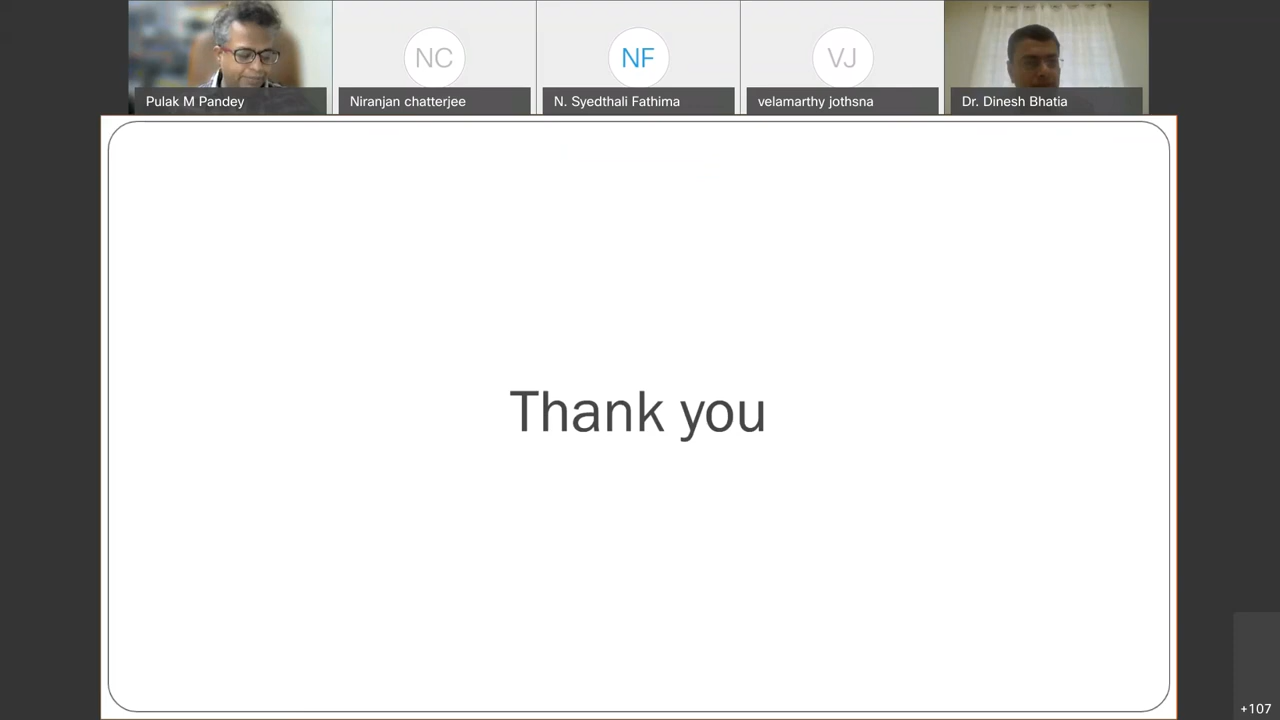 NC
NF
VJ
Pulak M Pandey
Niranjan chatterjee
N. Syedthali Fathima
velamarthy jothsna
Dr. Dinesh Bhatia
Thank you
+107